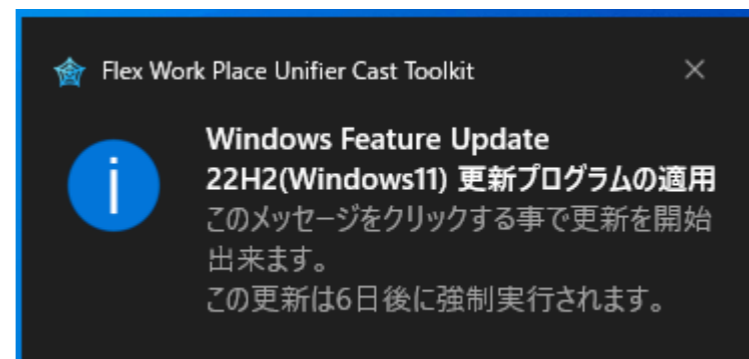 Flex Work Place Unifier Cast Toolkit
Windows Feature Update
22H2(Windows11) 更新プログラムの適用
このメッセージをクリックする事で更新を開始
出来ます。
この更新は6日後に強制実行されます。